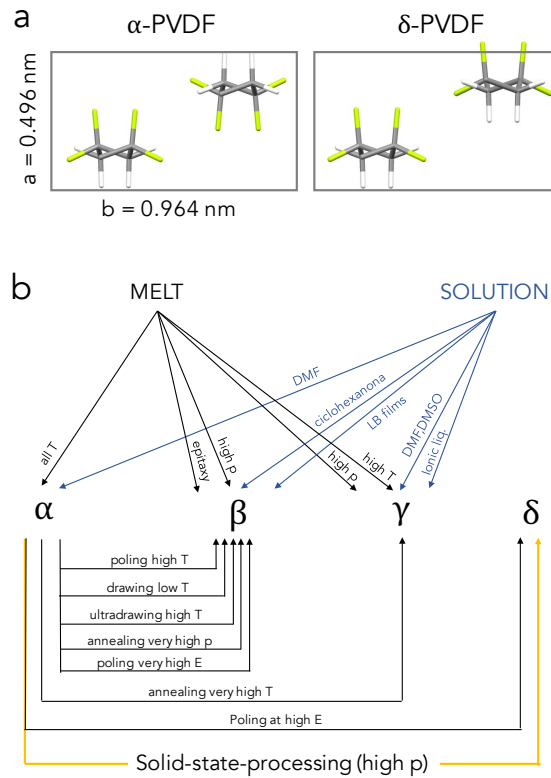 a
α-PVDF
δ-PVDF
a = 0.496 nm
b = 0.964 nm
b
MELT
SOLUTION
DMF
ciclohexanona
LB films
DMF,DMSO
Ionic liq.
all T
epitaxy
high p
high p
high T
α
β
γ
δ
poling high T
drawing low T
ultradrawing high T
annealing very high p
poling very high E
annealing very high T
Poling at high E
Solid-state-processing (high p)